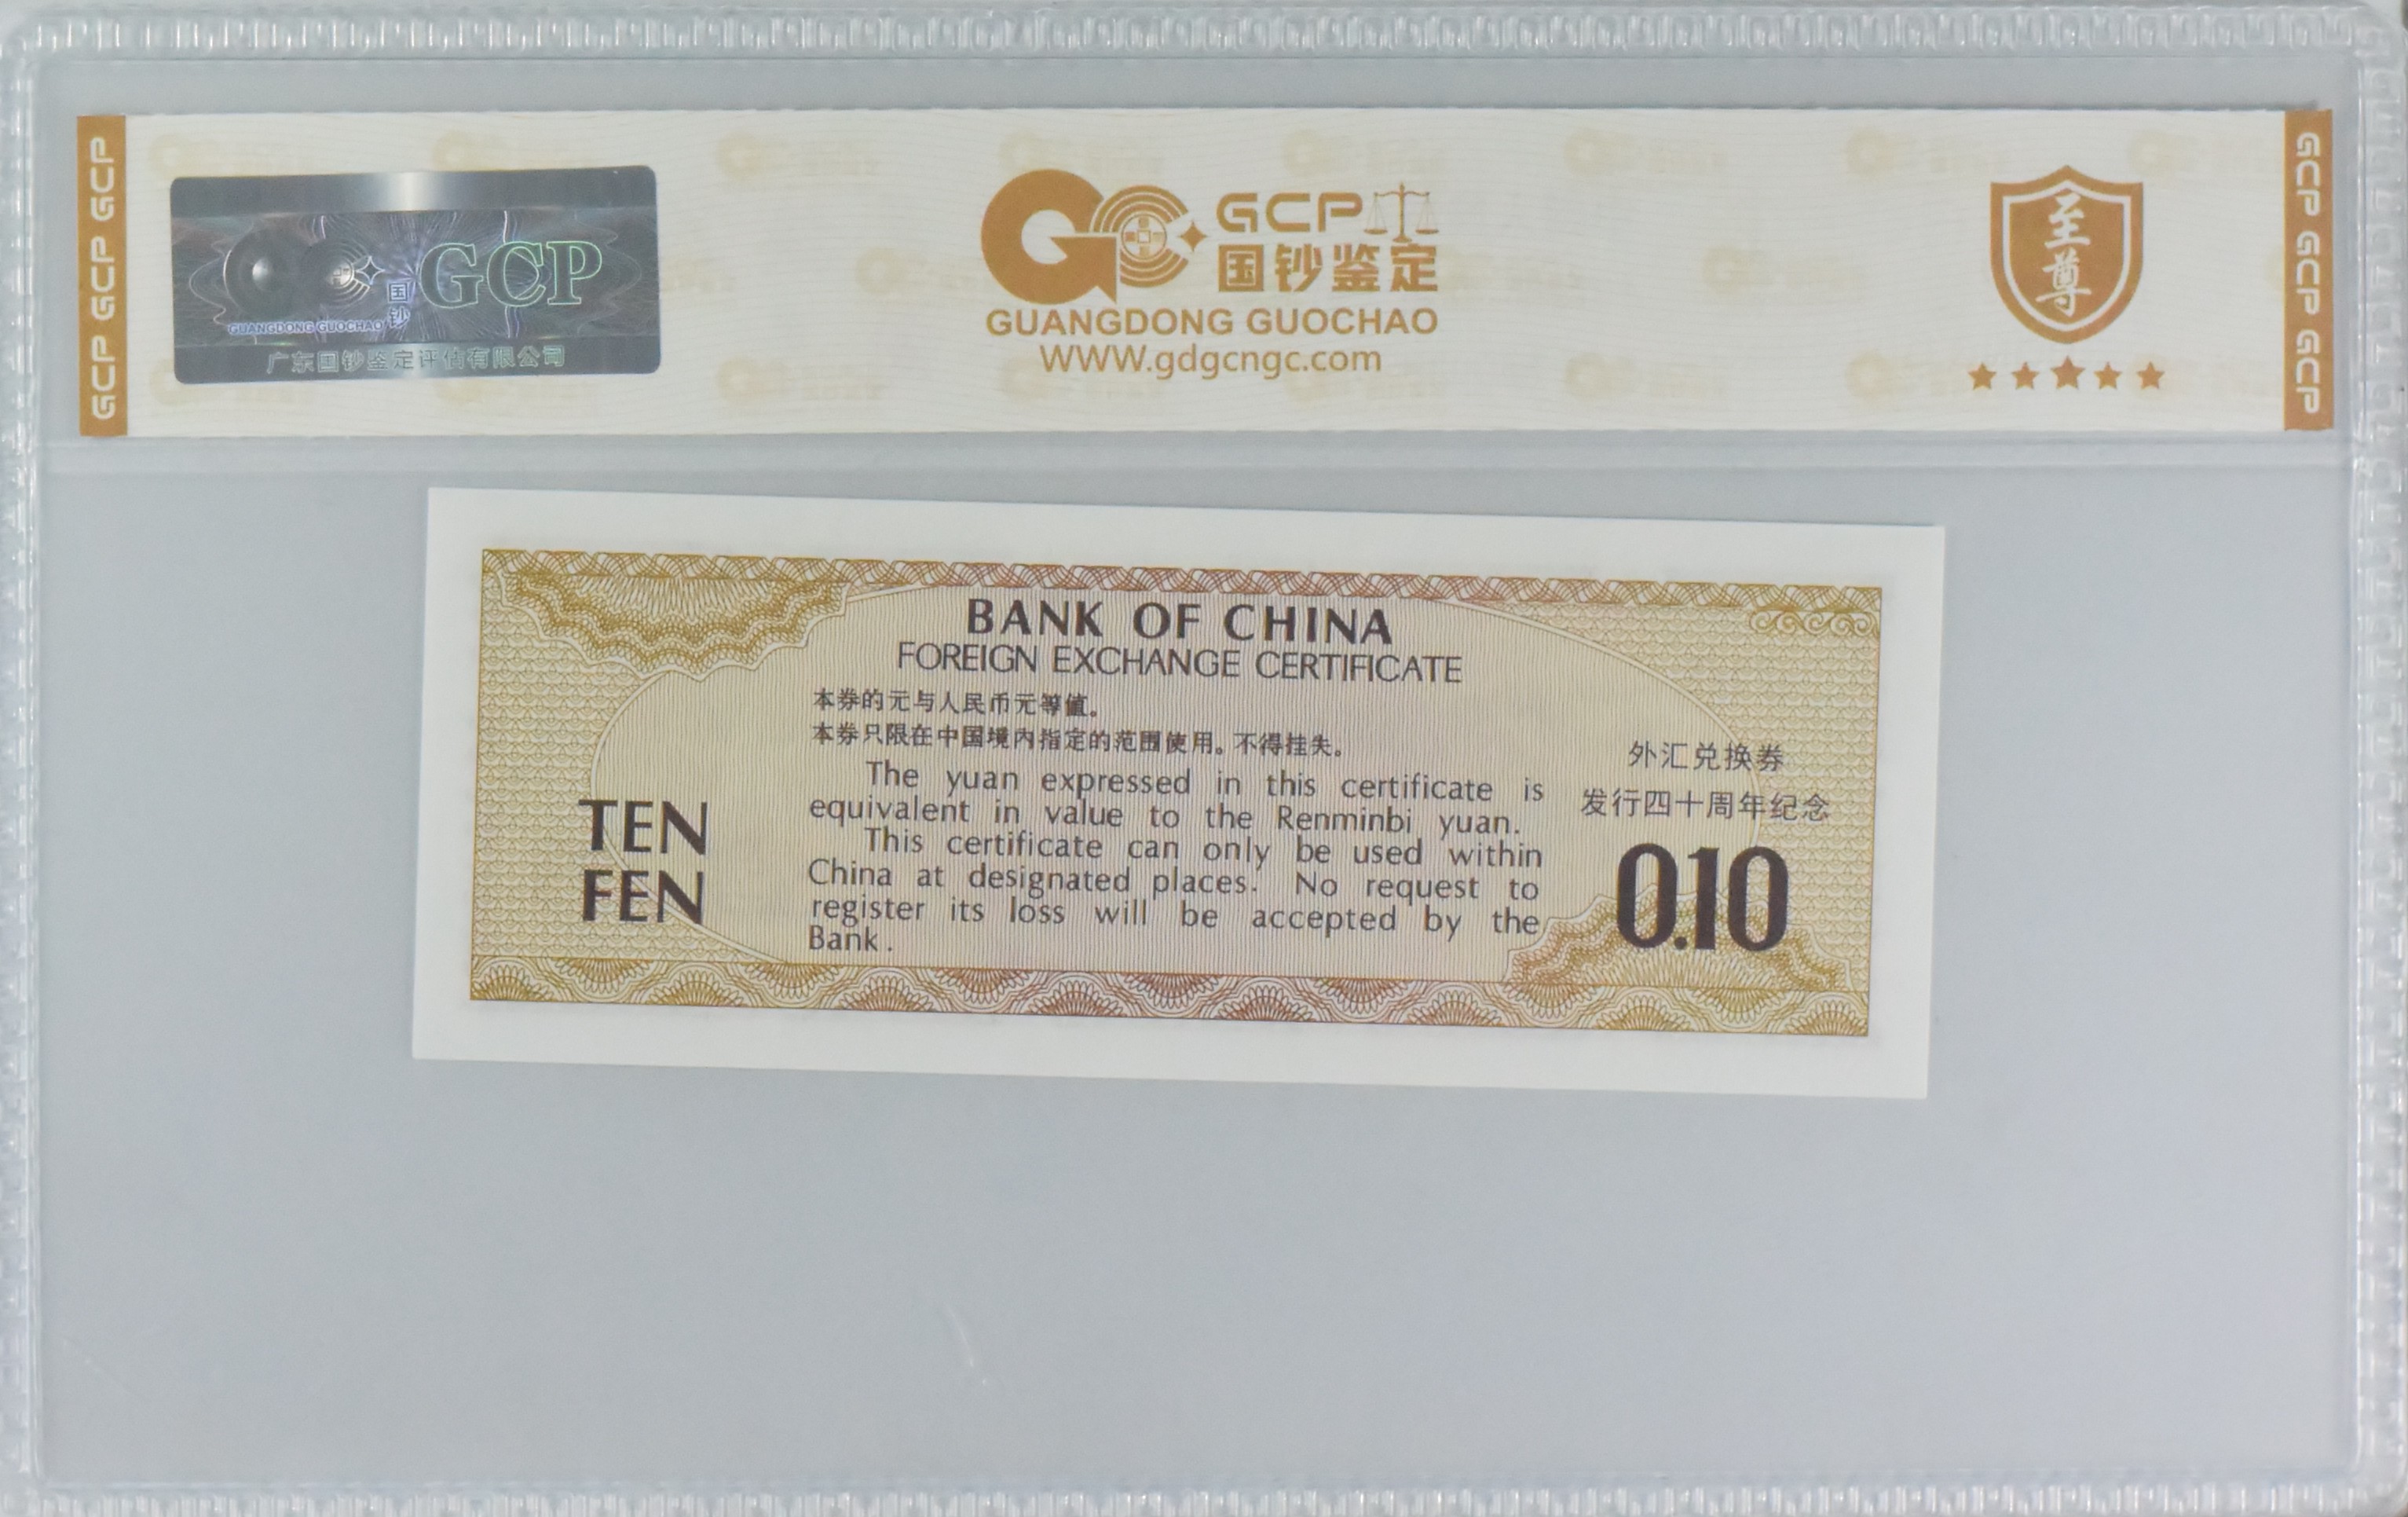 GCP GCP GCP
国钞
GCP
GUANGDONG GUOCHAO
广东国钞鉴定评估有限公司
GCP
国钞鉴定
GUANGDONG GUOCHAO
WWW.gdgcngc.com
至尊
GCP GCP GCP
BANK OF CHINA
FOREIGN EXCHANGE CERTIFICATE
本券的元与人民币元等值。
本券只限在中国境内指定的范围使用。不得挂失。
The yuan expressed in this certificate is
equivalent in value to the Renminbi yuan.
This certificate can only be used within
China at designated places. No request to
register its loss will be accepted by the
Bank.
TEN
FEN
外汇兑换券
发行四十周年纪念
0.10